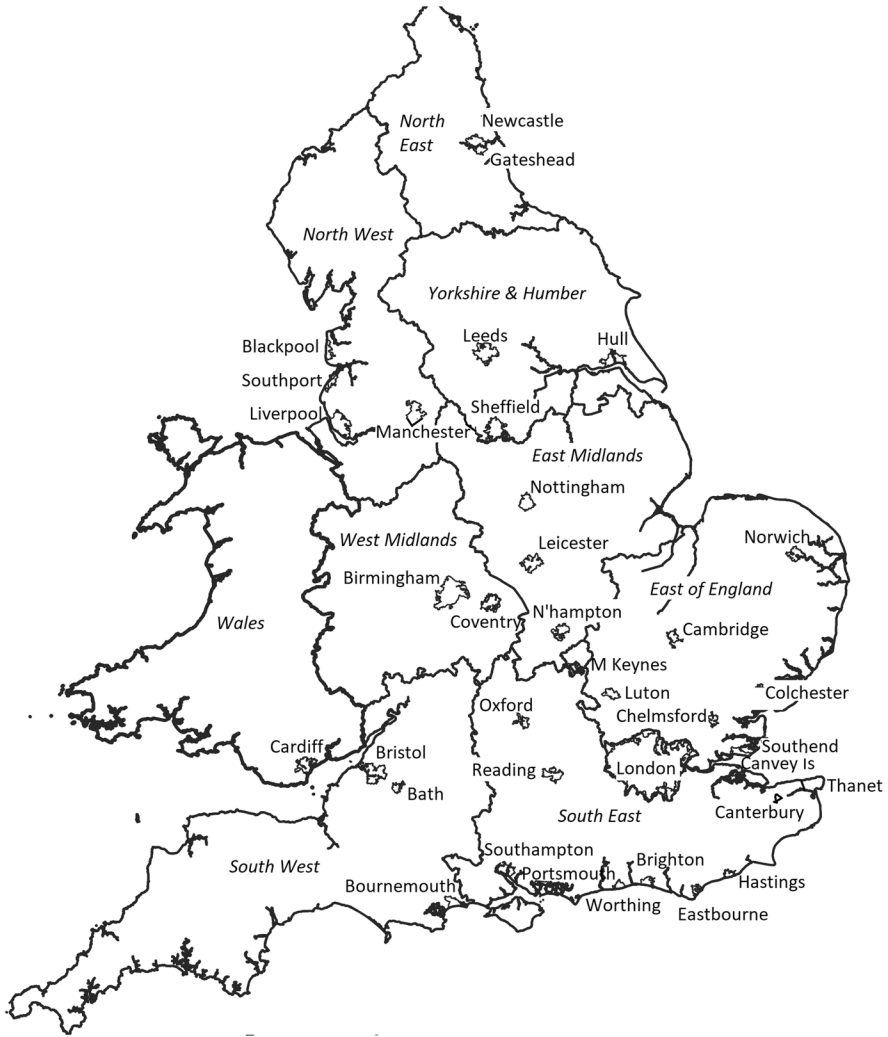 Newcastle
North
East
Gateshead
North West
Yorkshire & Humber
Leeds
Hull
Blackpool
Southport
Liverpool
Sheffield
Manchester
East Midlands
Nottingham
West Midlands
Leicester
Norwich
Birmingham
East of England
N'hampton
Coventry
Wales
Cambridge
M Keynes
Luton
Colchester
Oxford
Chelmsford
Cardiff
Bristol
Southend
Canvey Is
Reading
London
Thanet
Bath
Canterbury
South East
Southampton
Brighton
South West
Portsmouth
Hastings
Bournemouth
Worthing
Eastbourne